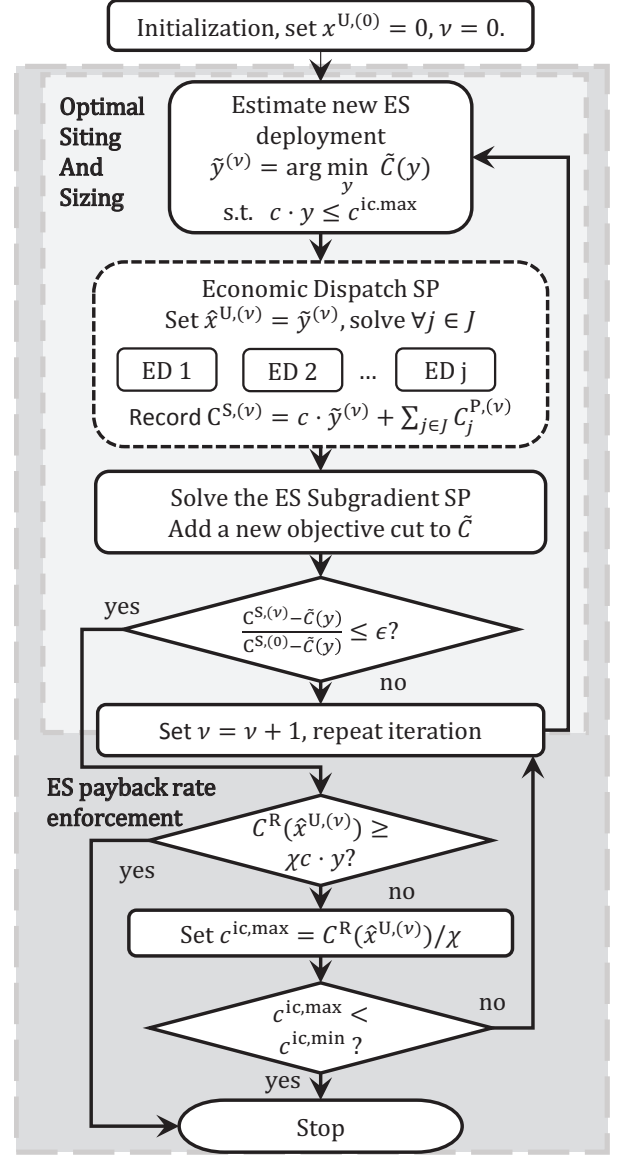 Initialization, set x^{U,(0)} = 0, ν = 0.
Optimal
Siting
And
Sizing
Estimate new ES
deployment
ỹ^{(ν)} = arg min_y C̃(y)
s.t. c · y ≤ c^{ic.max}
Economic Dispatch SP
Set x̂^{U,(ν)} = ỹ^{(ν)}, solve ∀j ∈ J
ED 1 ED 2 ... ED j
Record C^{S,(ν)} = c · ỹ^{(ν)} + ∑_{j∈J} C_j^{P,(ν)}
Solve the ES Subgradient SP
Add a new objective cut to C̃
yes
(C^{S,(ν)}−C̃(y))/(C^{S,(0)}−C̃(y)) ≤ ϵ?
no
Set ν = ν + 1, repeat iteration
ES payback rate
enforcement
C^R(x̂^{U,(ν)}) ≥
χc · y?
yes
no
Set c^{ic,max} = C^R(x̂^{U,(ν)})/χ
c^{ic,max} <
c^{ic,min} ?
no
yes
Stop